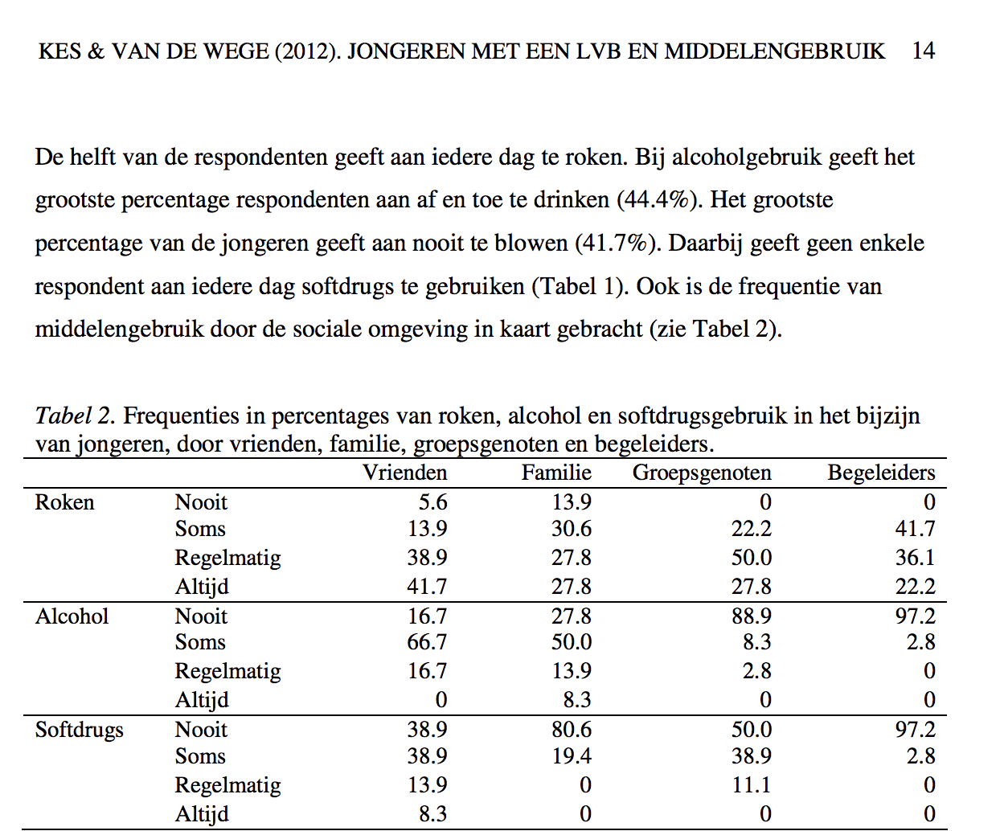 KES & VAN DE WEGE (2012). JONGEREN MET EEN LVB EN MIDDELENGEBRUIK 14
De helft van de respondenten geeft aan iedere dag te roken. Bij alcoholgebruik geeft het
grootste percentage respondenten aan af en toe te drinken (44.4%). Het grootste
percentage van de jongeren geeft aan nooit te blowen (41.7%). Daarbij geeft geen enkele
respondent aan iedere dag softdrugs te gebruiken (Tabel 1). Ook is de frequentie van
middelengebruik door de sociale omgeving in kaart gebracht (zie Tabel 2).
Tabel 2. Frequenties in percentages van roken, alcohol en softdrugsgebruik in het bijzijn
van jongeren, door vrienden, familie, groepsgenoten en begeleiders.
Vrienden Familie Groepsgenoten Begeleiders
Roken Nooit 5.6 13.9 0 0
Soms 13.9 30.6 22.2 41.7
Regelmatig 38.9 27.8 50.0 36.1
Altijd 41.7 27.8 27.8 22.2
Alcohol Nooit 16.7 27.8 88.9 97.2
Soms 66.7 50.0 8.3 2.8
Regelmatig 16.7 13.9 2.8 0
Altijd 0 8.3 0 0
Softdrugs Nooit 38.9 80.6 50.0 97.2
Soms 38.9 19.4 38.9 2.8
Regelmatig 13.9 0 11.1 0
Altijd 8.3 0 0 0